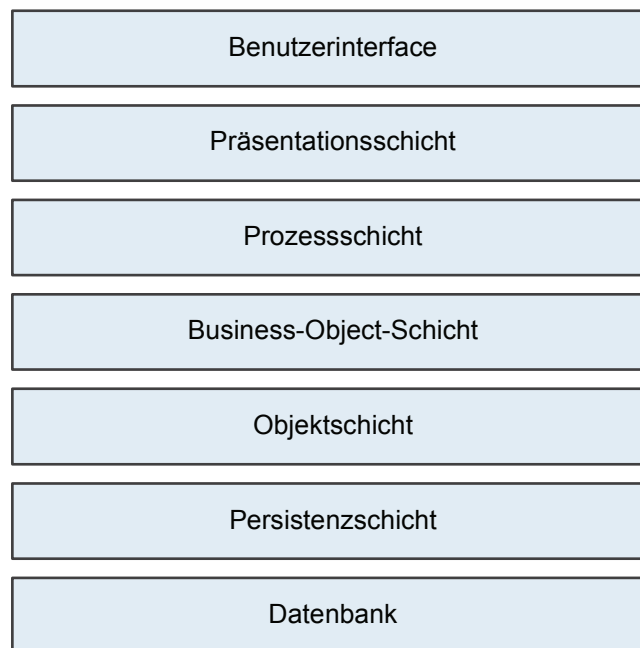 Benutzerinterface
Präsentationsschicht
Prozessschicht
Business-Object-Schicht
Objektschicht
Persistenzschicht
Datenbank